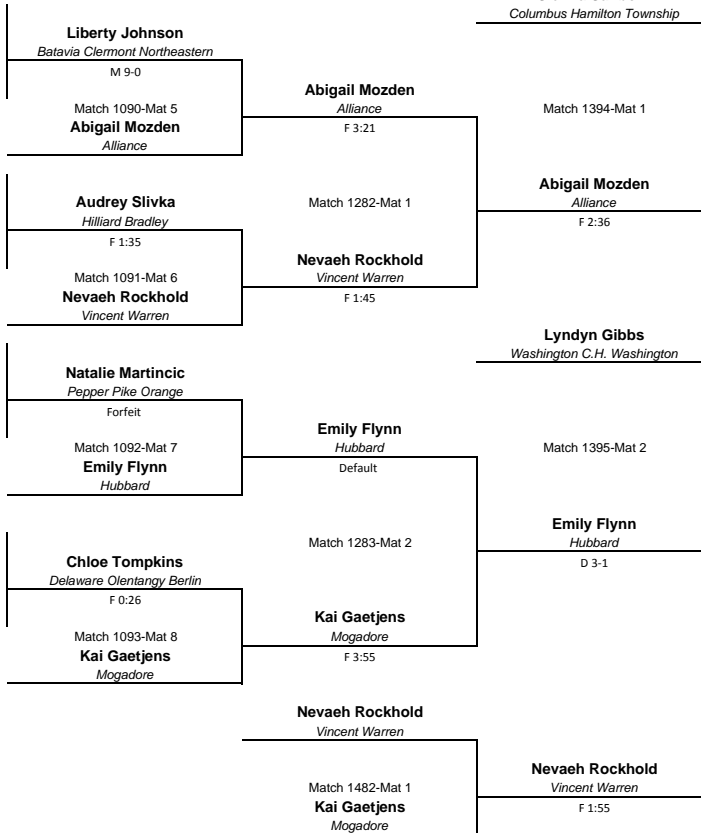 Columbus Hamilton Township
Liberty Johnson
Batavia Clermont Northeastern
M 9-0
Match 1090-Mat 5
Abigail Mozden
Alliance
Abigail Mozden
Alliance
F 3:21
Match 1394-Mat 1
Audrey Slivka
Hilliard Bradley
F 1:35
Match 1091-Mat 6
Nevaeh Rockhold
Vincent Warren
Match 1282-Mat 1
Nevaeh Rockhold
Vincent Warren
F 1:45
Abigail Mozden
Alliance
F 2:36
Lyndyn Gibbs
Washington C.H. Washington
Natalie Martincic
Pepper Pike Orange
Forfeit
Match 1092-Mat 7
Emily Flynn
Hubbard
Emily Flynn
Hubbard
Default
Match 1395-Mat 2
Chloe Tompkins
Delaware Olentangy Berlin
F 0:26
Match 1093-Mat 8
Kai Gaetjens
Mogadore
Match 1283-Mat 2
Kai Gaetjens
Mogadore
F 3:55
Emily Flynn
Hubbard
D 3-1
Nevaeh Rockhold
Vincent Warren
Match 1482-Mat 1
Kai Gaetjens
Mogadore
Nevaeh Rockhold
Vincent Warren
F 1:55